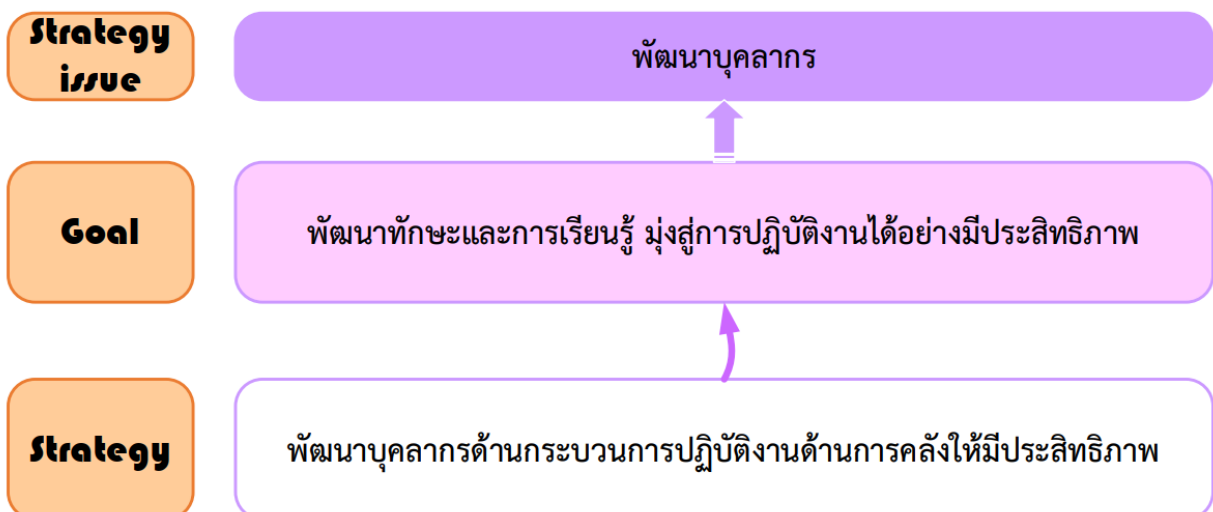 Strategy
issue
พัฒนาบุคลากร
Goal
พัฒนาทักษะและการเรียนรู้ มุ่งสู่การปฏิบัติงานได้อย่างมีประสิทธิภาพ
Strategy
พัฒนาบุคลากรด้านกระบวนการปฏิบัติงานด้านการคลังให้มีประสิทธิภาพ